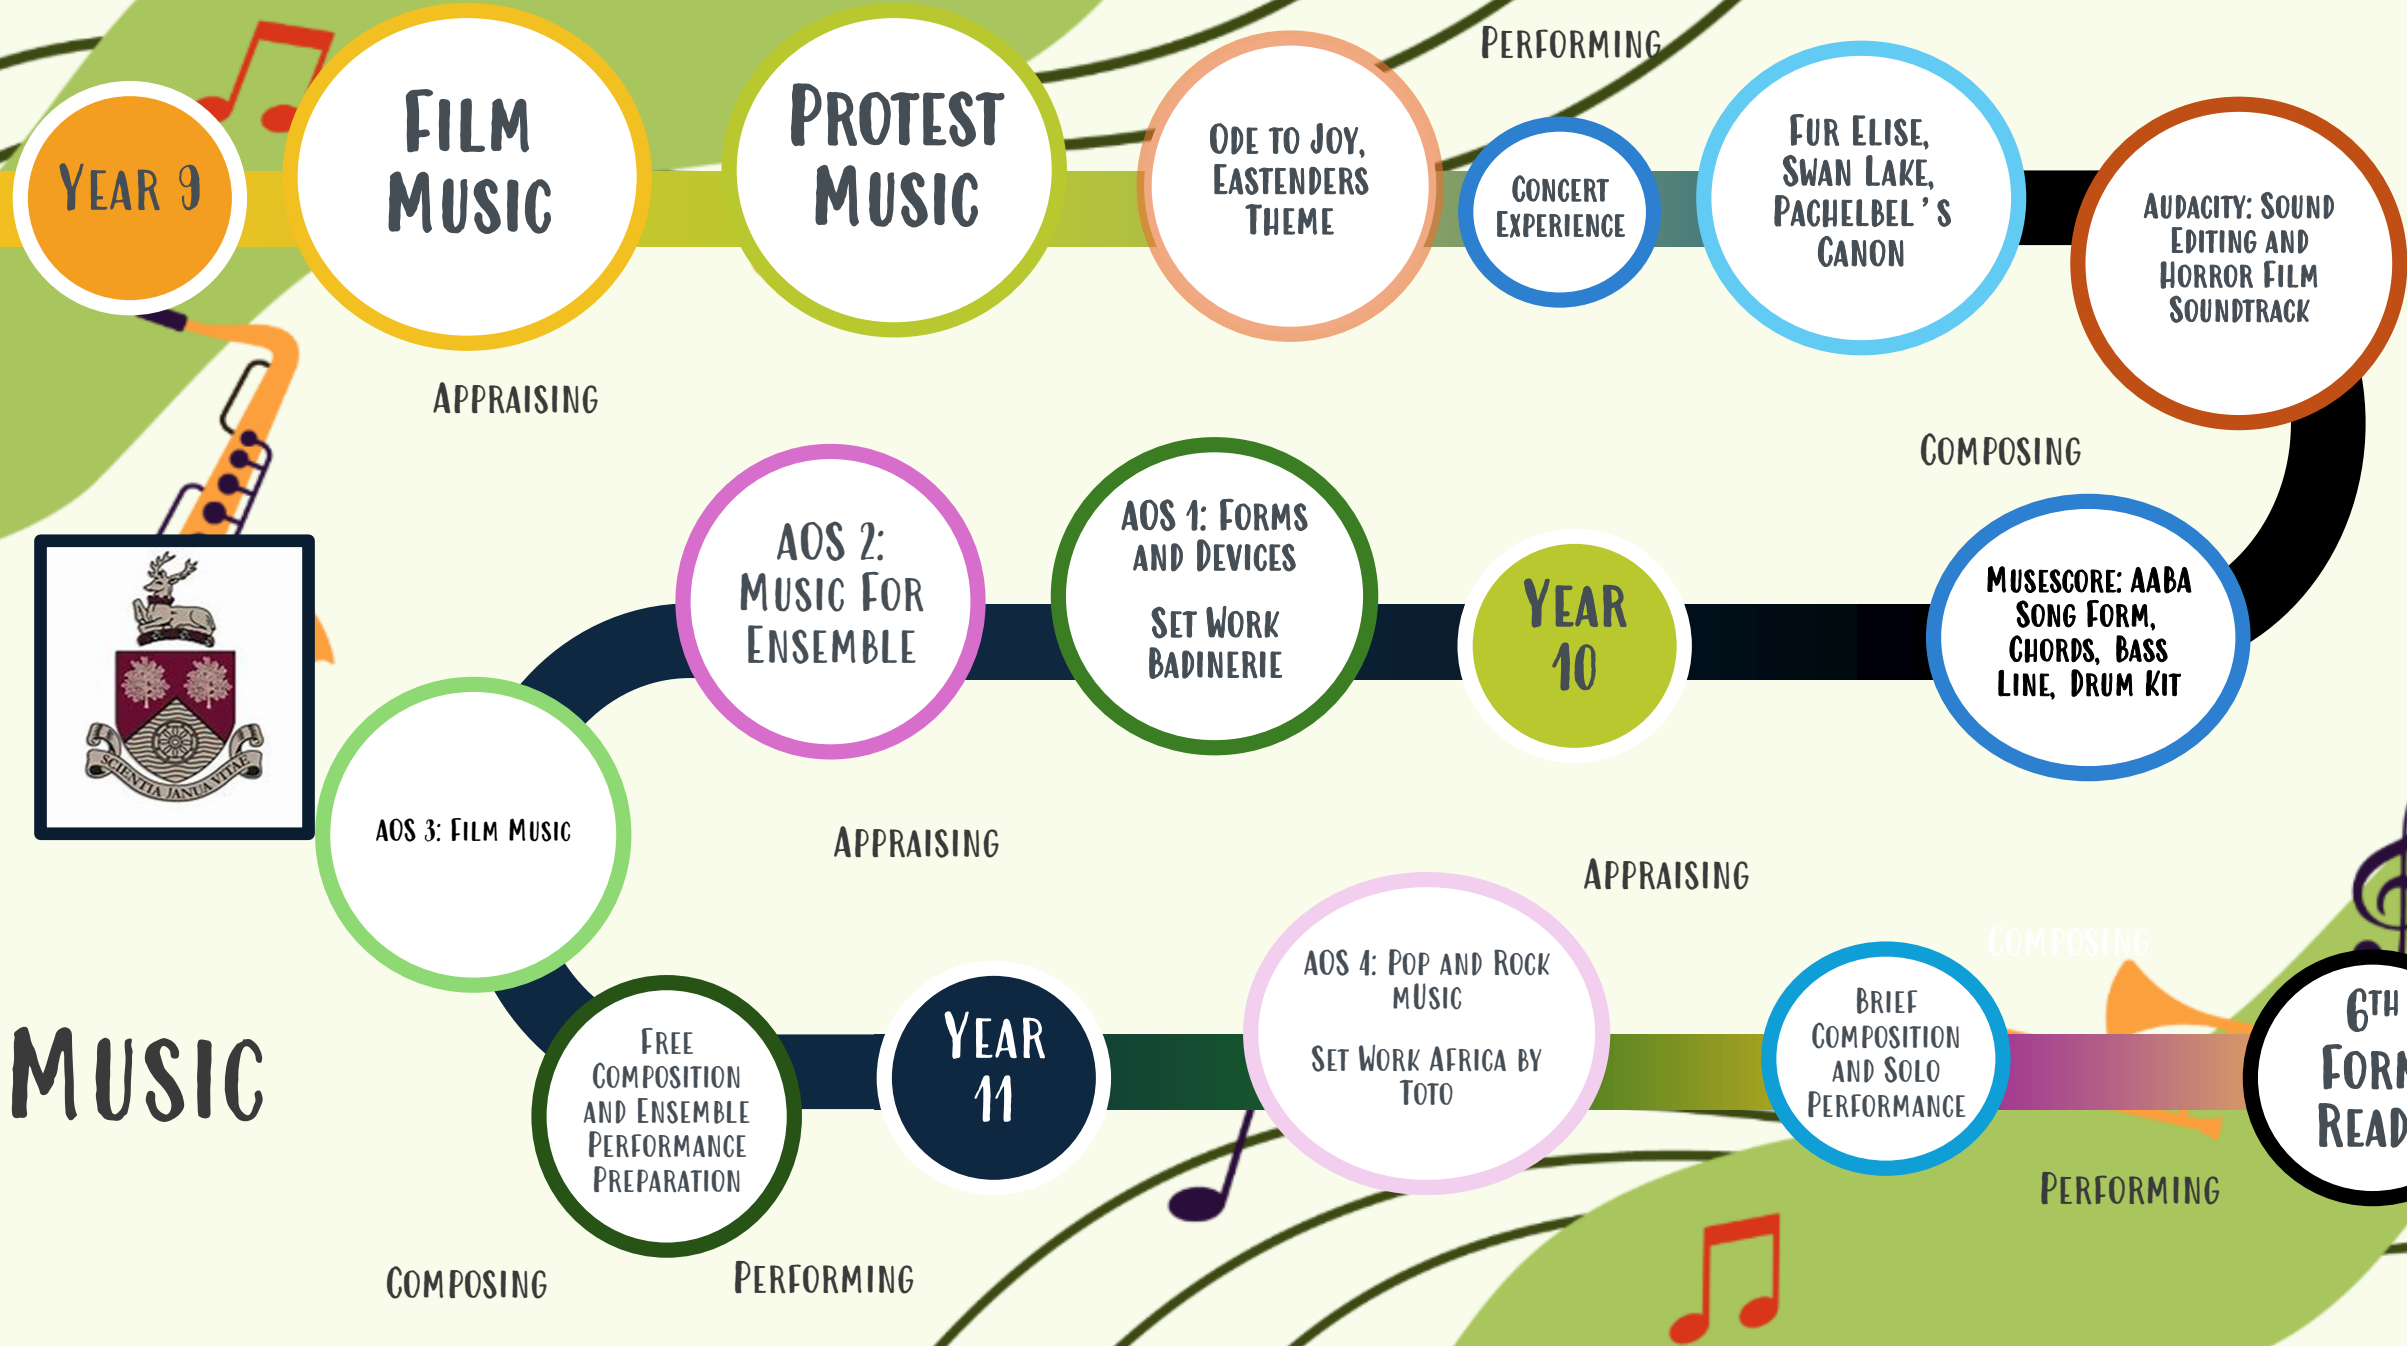 Performing
Year 9
Film
Music
Protest
Music
Ode to Joy,
Eastenders
Theme
Concert
Experience
Fur Elise,
Swan Lake,
Pachelbel's
Canon
Audacity: Sound
Editing and
Horror Film
Soundtrack
Appraising
Composing
Musescore: AABA
Song Form,
Chords, Bass
Line, Drum Kit
Year
10
AOS 1: Forms
and Devices
Set Work
Badinerie
AOS 2:
Music For
Ensemble
SCIENTIA JANUA VITAE
AOS 3: Film Music
Appraising
Appraising
Music
Free
Composition
and Ensemble
Performance
Preparation
Composing
Performing
Year
11
AOS 4: Pop and Rock
mUsic
Set Work Africa by
Toto
Composing
Brief
Composition
and Solo
Performance
Performing
6th